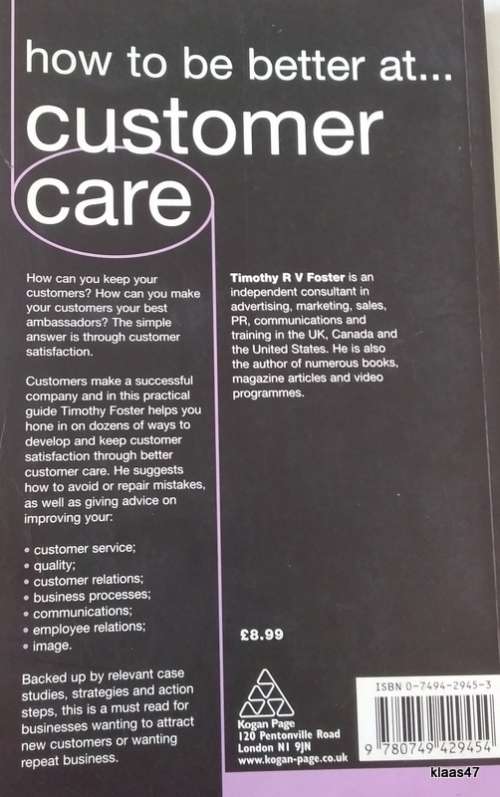 how to be better at...
customer
care
How can you keep your
customers? How can you make
your customers your best
ambassadors? The simple
answer is through customer
satisfaction.
Customers make a successful
company and in this practical
guide Timothy Foster helps you
hone in on dozens of ways to
develop and keep customer
satisfaction through better
customer care. He suggests
how to avoid or repair mistakes,
as well as giving advice on
improving your:
• customer service;
• quality;
• customer relations;
• business processes;
• communications;
• employee relations;
• image.
Backed up by relevant case
studies, strategies and action
steps, this is a must read for
businesses wanting to attract
new customers or wanting
repeat business.
Timothy R V Foster is an
independent consultant in
advertising, marketing, sales,
PR, communications and
training in the UK, Canada and
the United States. He is also
the author of numerous books,
magazine articles and video
programmes.
£8.99
Kogan Page
120 Pentonville Road
London N1 9JN
www.kogan-page.co.uk
ISBN 0-7494-2945-3
9 780749 429454
klaas47